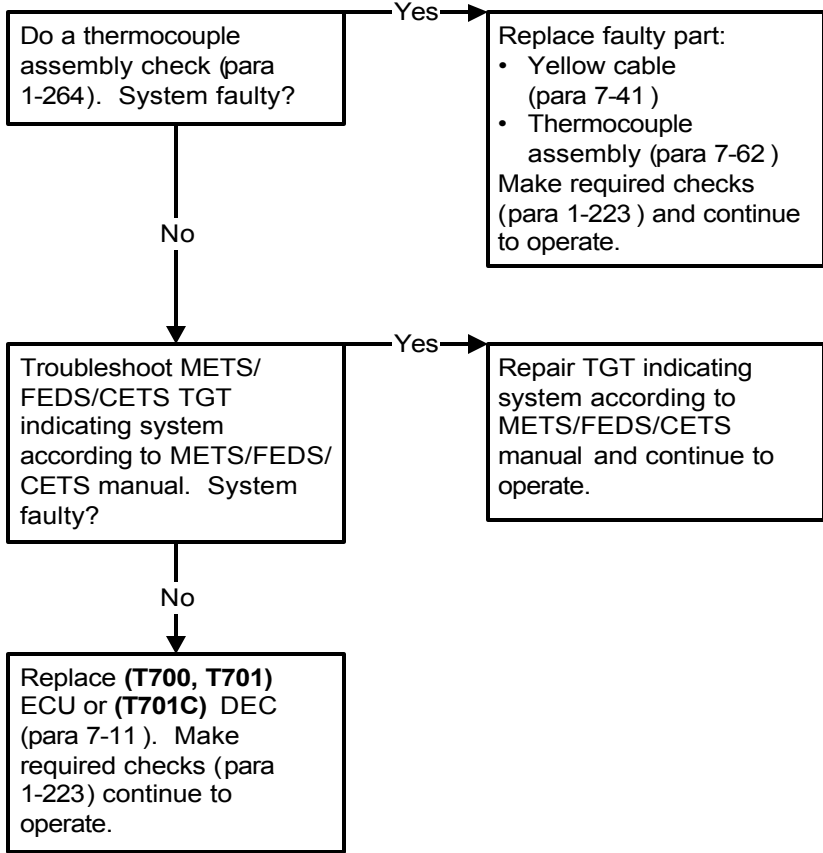 Do a thermocouple
assembly check (para
1-264). System faulty?
Yes
Replace faulty part:
• Yellow cable
(para 7-41)
• Thermocouple
assembly (para 7-62 )
Make required checks
(para 1-223 ) and continue
to operate.
No
Troubleshoot METS/
FEDS/CETS TGT
indicating system
according to METS/FEDS/
CETS manual. System
faulty?
Yes
Repair TGT indicating
system according to
METS/FEDS/CETS
manual and continue to
operate.
No
Replace (T700, T701)
ECU or (T701C) DEC
(para 7-11 ). Make
required checks (para
1-223) continue to
operate.